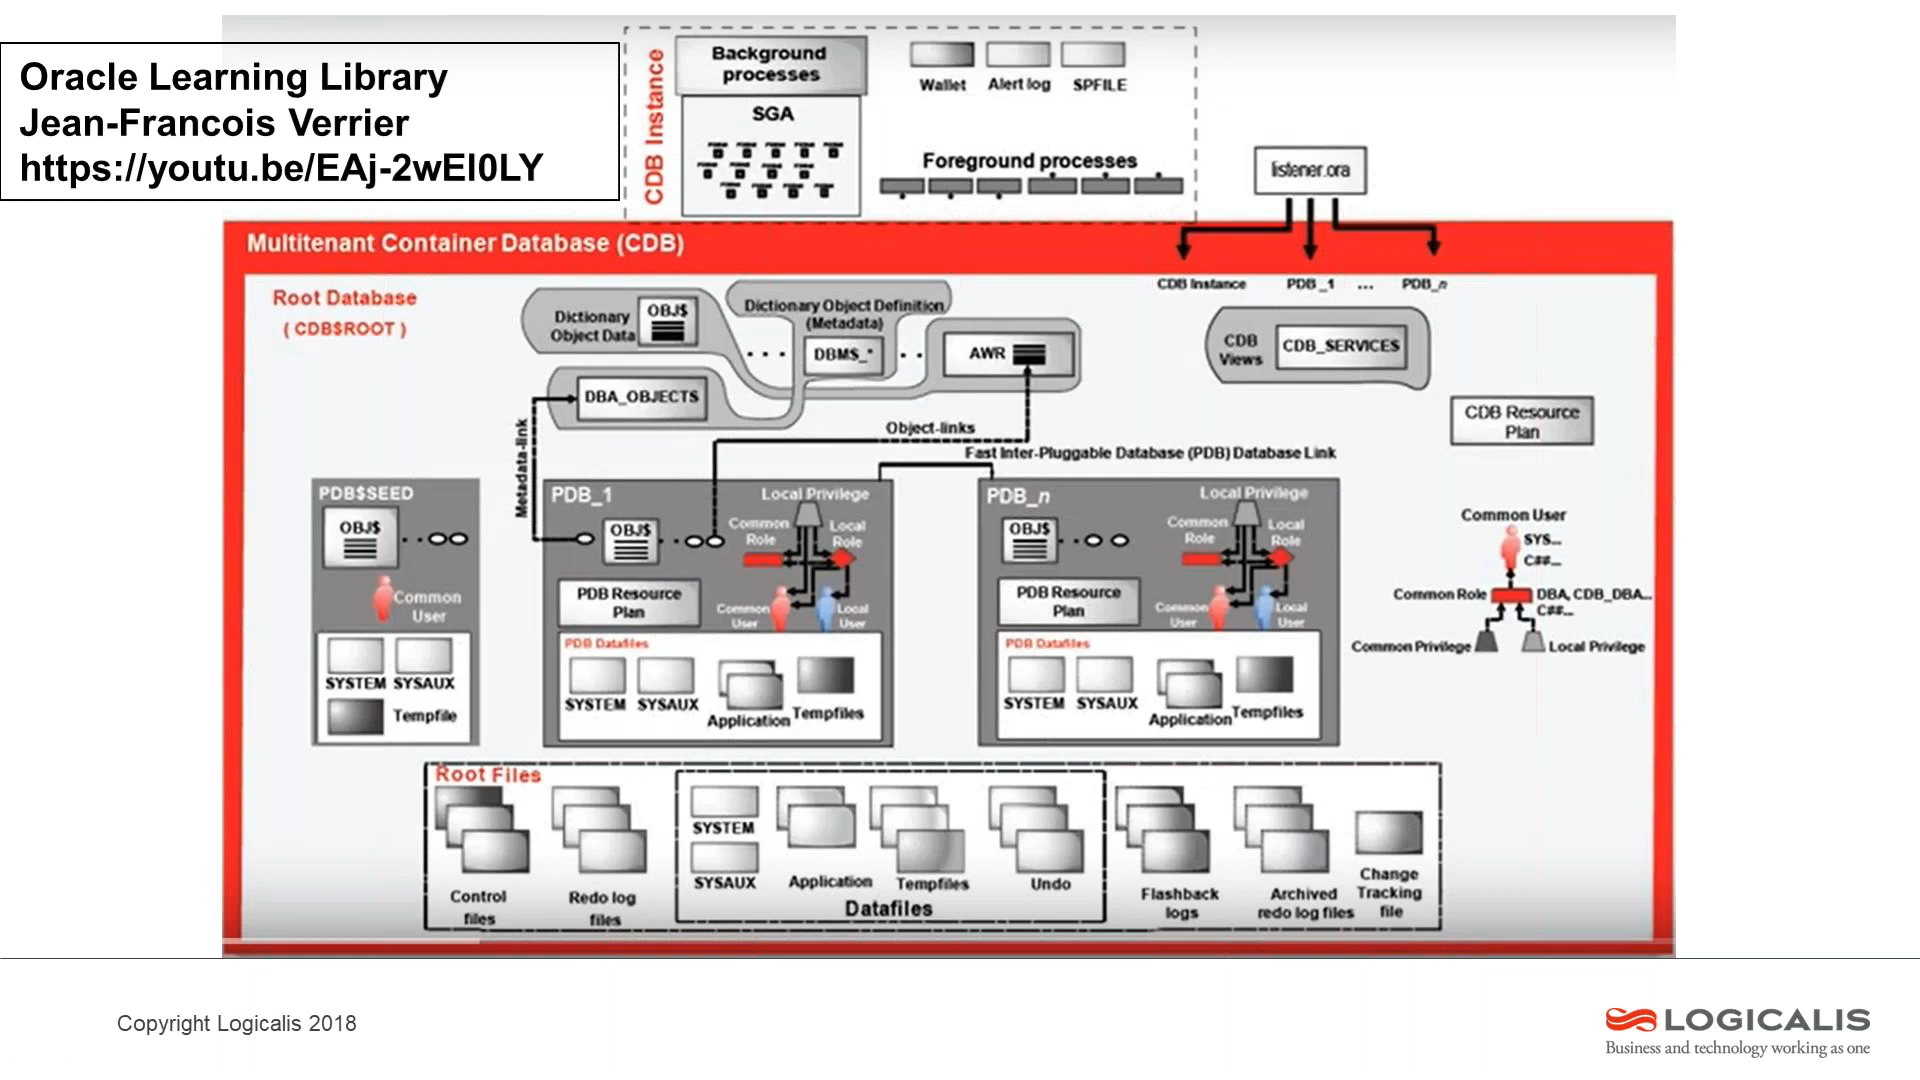 Oracle Learning Library
Jean-Francois Verrier
https://youtu.be/EAj-2wEl0LY
CDB Instance
Background
processes
SGA
Wallet
Alert log
SPFILE
Foreground processes
listener.ora
Multitenant Container Database (CDB)
CDB Instance
PDB_1
...
PDB_n
Root Database
( CDB$ROOT )
Dictionary
Object Data
OBJ$
Dictionary Object Definition
(Metadata)
DBMS_*
AWR
DBA_OBJECTS
CDB
Views
CDB_SERVICES
CDB Resource
Plan
Metadata-link
Object-links
Fast Inter-Pluggable Database (PDB) Database Link
PDB$SEED
OBJ$
Common
User
SYSTEM
SYSAUX
Tempfile
PDB_1
Local Privilege
OBJ$
Common
Role
Local
Role
PDB Resource
Plan
Common
User
Local
User
PDB Datafiles
SYSTEM
SYSAUX
Application
Tempfiles
PDB_n
Local Privilege
OBJ$
Common
Role
Local
Role
PDB Resource
Plan
Common
User
Local
User
PDB Datafiles
SYSTEM
SYSAUX
Application
Tempfiles
Common User
SYS...
C##...
Common Role
DBA, CDB_DBA...
C##...
Common Privilege
Local Privilege
Root Files
Control
files
Redo log
files
SYSTEM
SYSAUX
Application
Tempfiles
Undo
Datafiles
Flashback
logs
Archived
redo log files
Change
Tracking
file
Copyright Logicalis 2018
LOGICALIS
Business and technology working as one